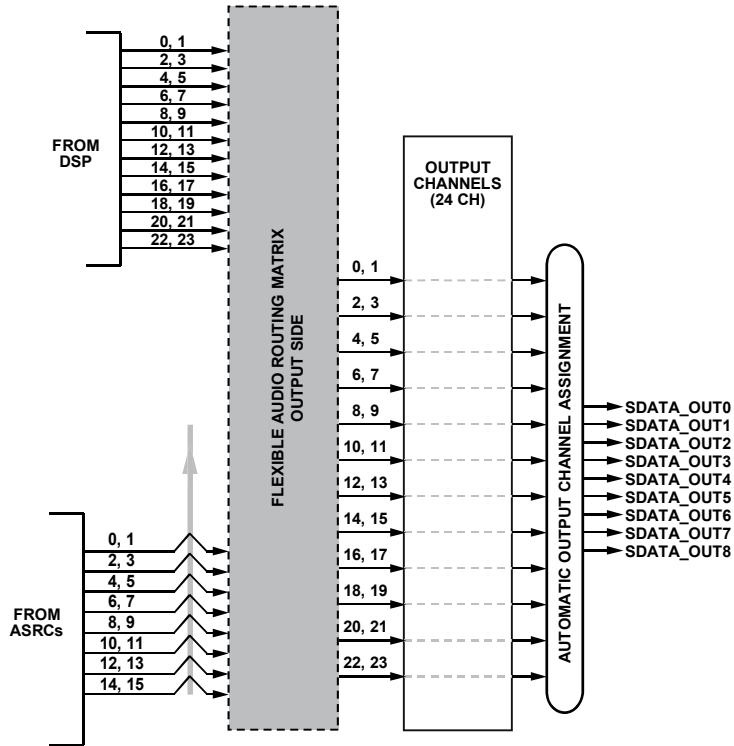 FROM
DSP
0, 1
2, 3
4, 5
6, 7
8, 9
10, 11
12, 13
14, 15
16, 17
18, 19
20, 21
22, 23
FROM
ASRCs
0, 1
2, 3
4, 5
6, 7
8, 9
10, 11
12, 13
14, 15
FLEXIBLE AUDIO ROUTING MATRIX
OUTPUT SIDE
0, 1
2, 3
4, 5
6, 7
8, 9
10, 11
12, 13
14, 15
16, 17
18, 19
20, 21
22, 23
OUTPUT
CHANNELS
(24 CH)
AUTOMATIC OUTPUT CHANNEL ASSIGNMENT
SDATA_OUT0
SDATA_OUT1
SDATA_OUT2
SDATA_OUT3
SDATA_OUT4
SDATA_OUT5
SDATA_OUT6
SDATA_OUT7
SDATA_OUT8